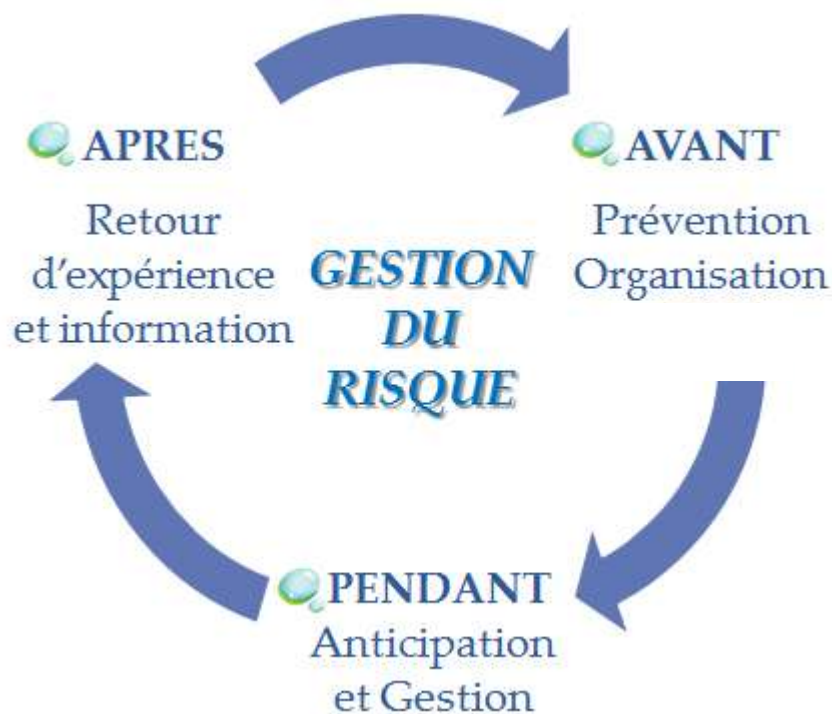 APRES
Retour
d'expérience
et information
GESTION
DU
RISQUE
AVANT
Prévention
Organisation
PENDANT
Anticipation
et Gestion